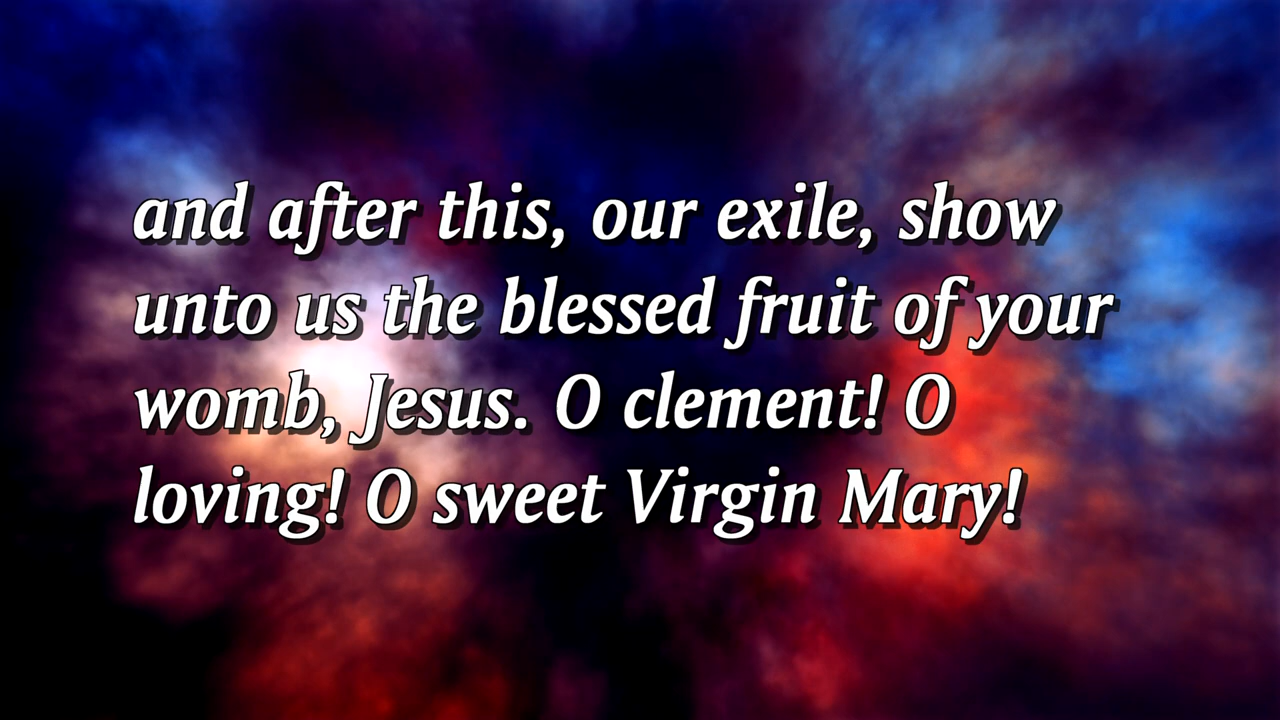 and after this, our exile, show
unto us the blessed fruit of your
womb, Jesus. O clement! O
loving! O sweet Virgin Mary!